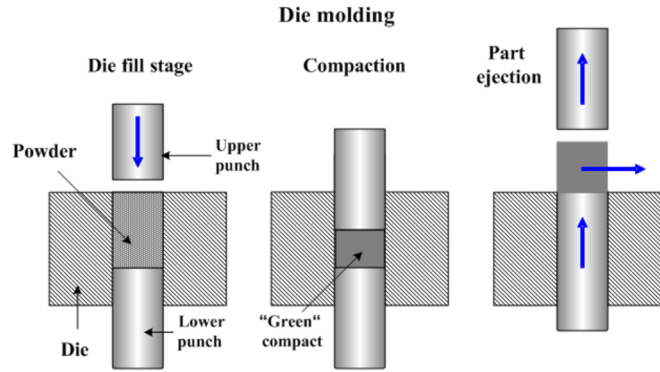 Die molding
Die fill stage
Compaction
Part
ejection
Upper
punch
Powder
Lower
punch
Die
“Green“
compact